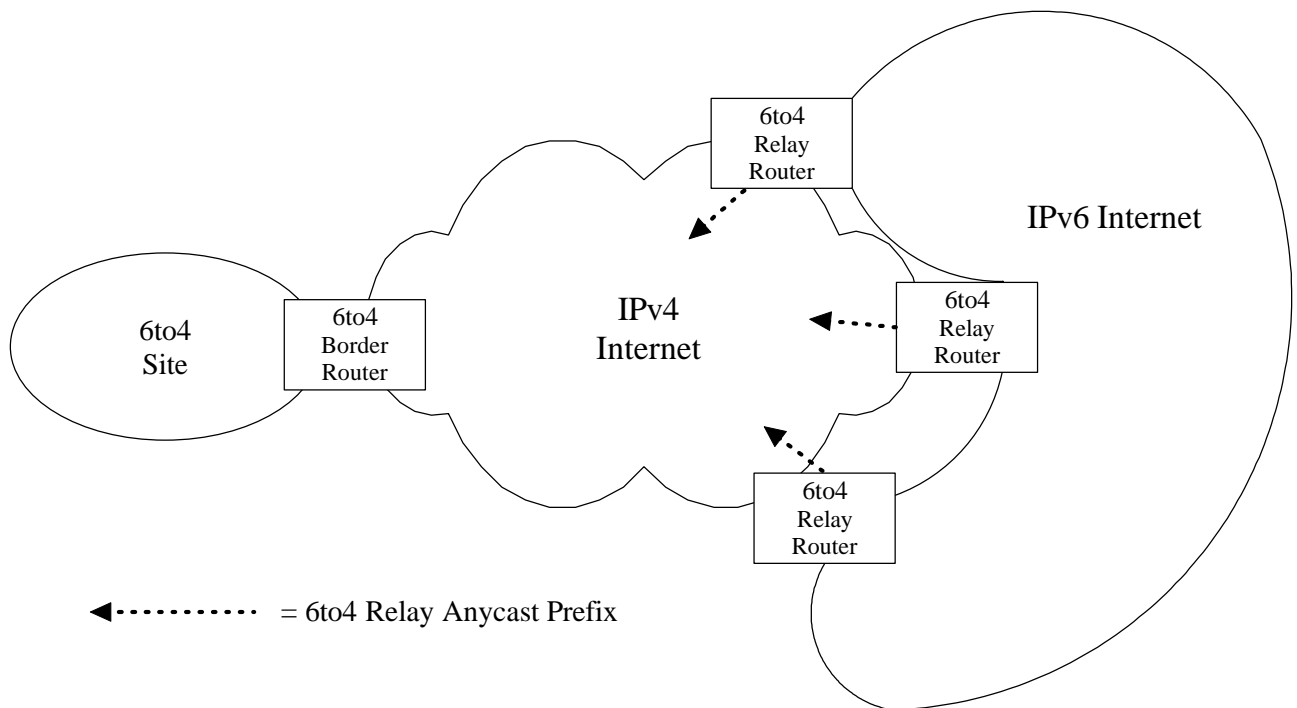 6to4
Relay
Router
IPv6 Internet
6to4
Site
6to4
Border
Router
IPv4
Internet
6to4
Relay
Router
6to4
Relay
Router
= 6to4 Relay Anycast Prefix